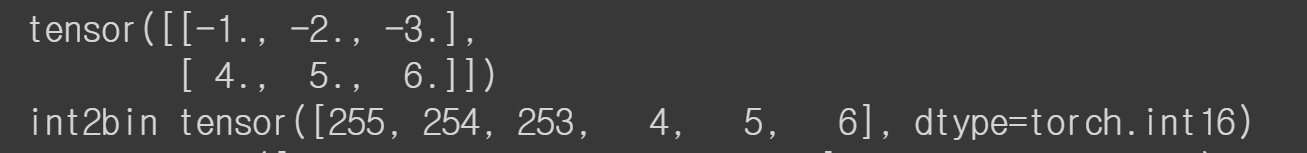 tensor([[-1., -2., -3.],
        [ 4.,  5.,  6.]])
int2bin tensor([255, 254, 253,   4,   5,   6], dtype=torch.int16)